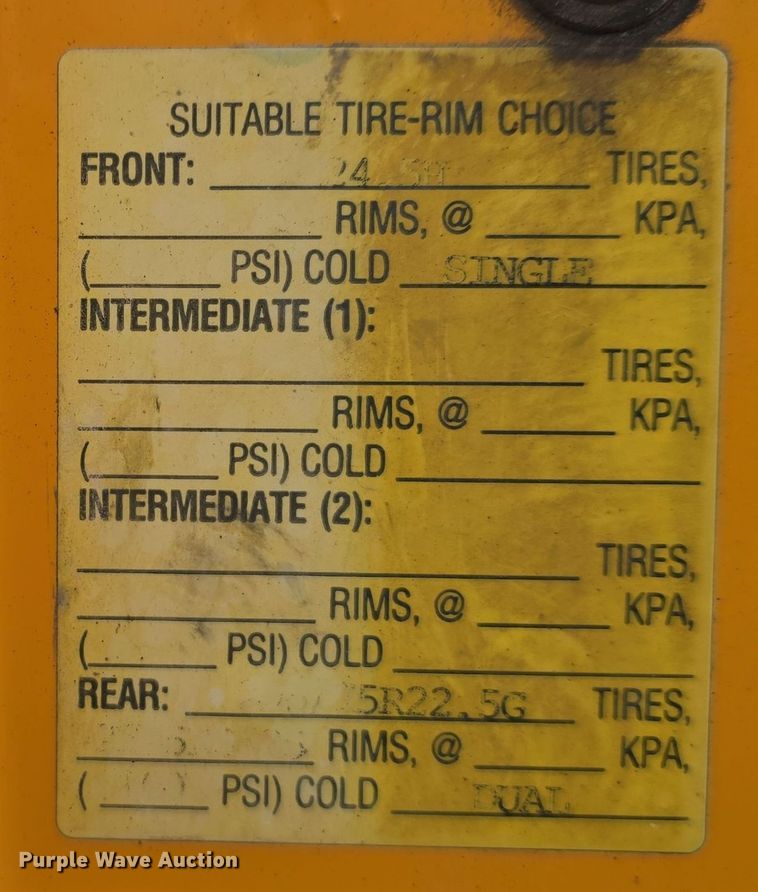 SUITABLE TIRE-RIM CHOICE
FRONT: TIRES,
RIMS, @ KPA,
( PSI) COLD SINGLE
INTERMEDIATE (1):
TIRES,
RIMS, @ KPA,
( PSI) COLD
INTERMEDIATE (2):
TIRES,
RIMS, @ KPA,
( PSI) COLD
REAR: 5R22.5G TIRES,
RIMS, @ KPA,
( PSI) COLD DUAL
Purple Wave Auction